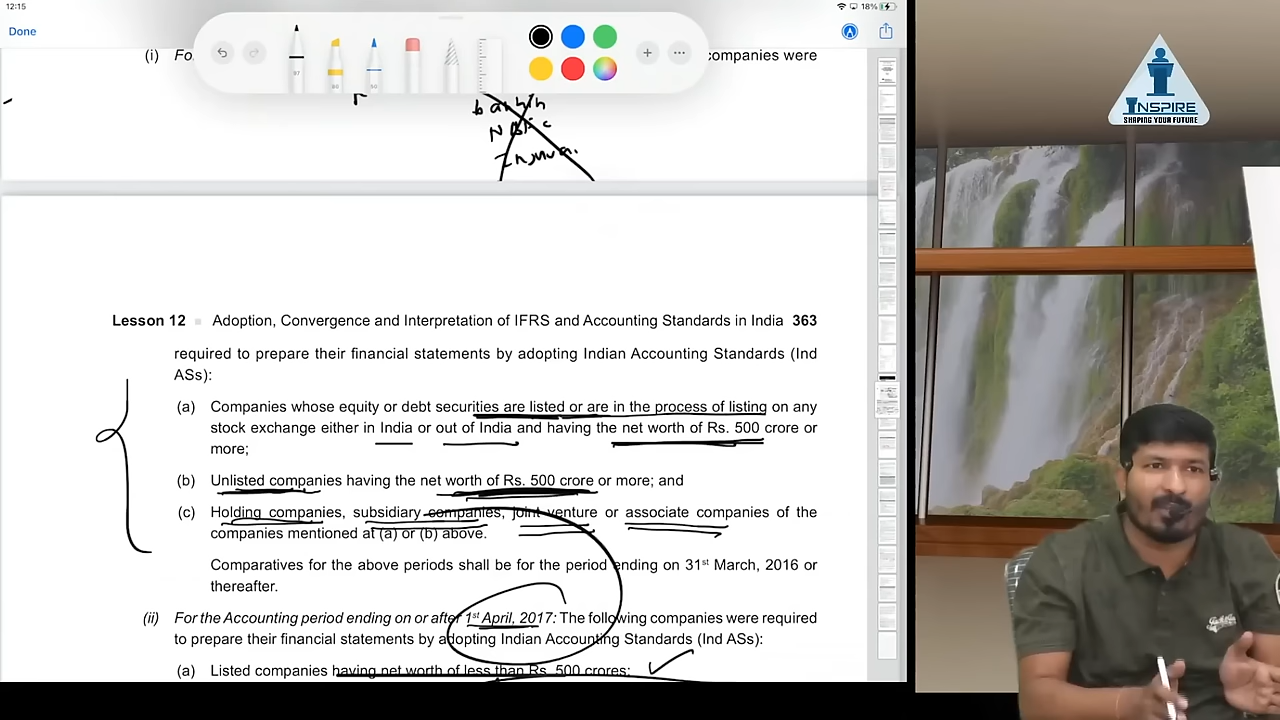 12:15
18%
Done
97
80
50
(i) Fo
companies were
bankin
NBFC
Insura.
Lesson 12 Adoption, Convergence and Interpretation of IFRS and Accounting Standards in India 363
required to prepare their financial statements by adopting Indian Accounting Standards (Ind
ASs):
Companies whose equity or debt securities are listed or are in the process of listing on any
stock exchange either in India or out of India and having the net worth of Rs. 500 crore or
more;
(b) Unlisted companies having the net worth of Rs. 500 crore or more; and
(c) Holding companies, subsidiary companies, joint venture or associate companies of the
companies mentioned at (a) or (b) above.
Comparatives for the above period shall be for the period ending on 31st March, 2016 or
thereafter.
(ii) For the Accounting period ending on or after 1st April, 2017: The following companies were required
to prepare their financial statements by adopting Indian Accounting Standards (Ind ASs):
(a) Listed companies having net worth of less than Rs. 500 crores;
INSPIRE
SHAPING YOUR FUTURE